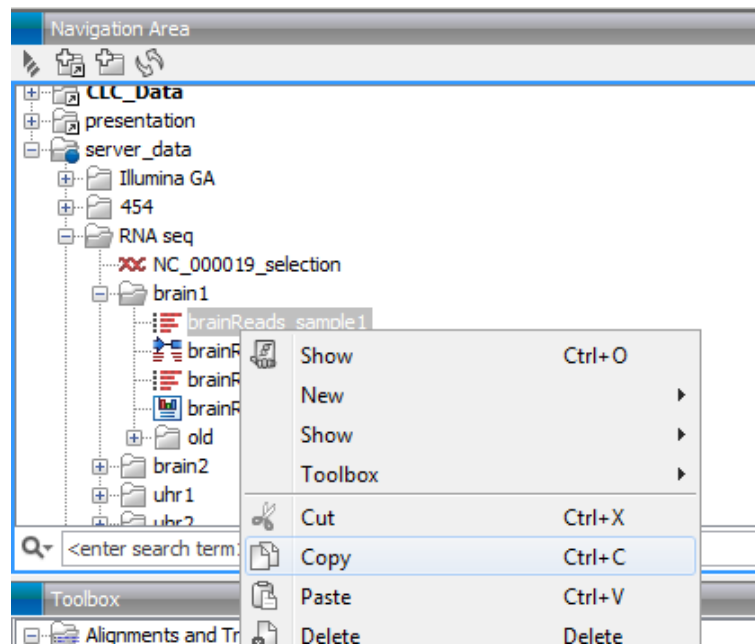 Navigation Area
CLC_Data
presentation
server_data
Illumina GA
454
RNA seq
NC_000019_selection
brain1
brainReads_sample1
brainR
Show Ctrl+O
brainR
New
brainR
Show
old
Toolbox
brain2
uhr1
Cut Ctrl+X
uhr2
<enter search term
Copy Ctrl+C
Toolbox
Paste Ctrl+V
Alignments and Tr
Delete Delete